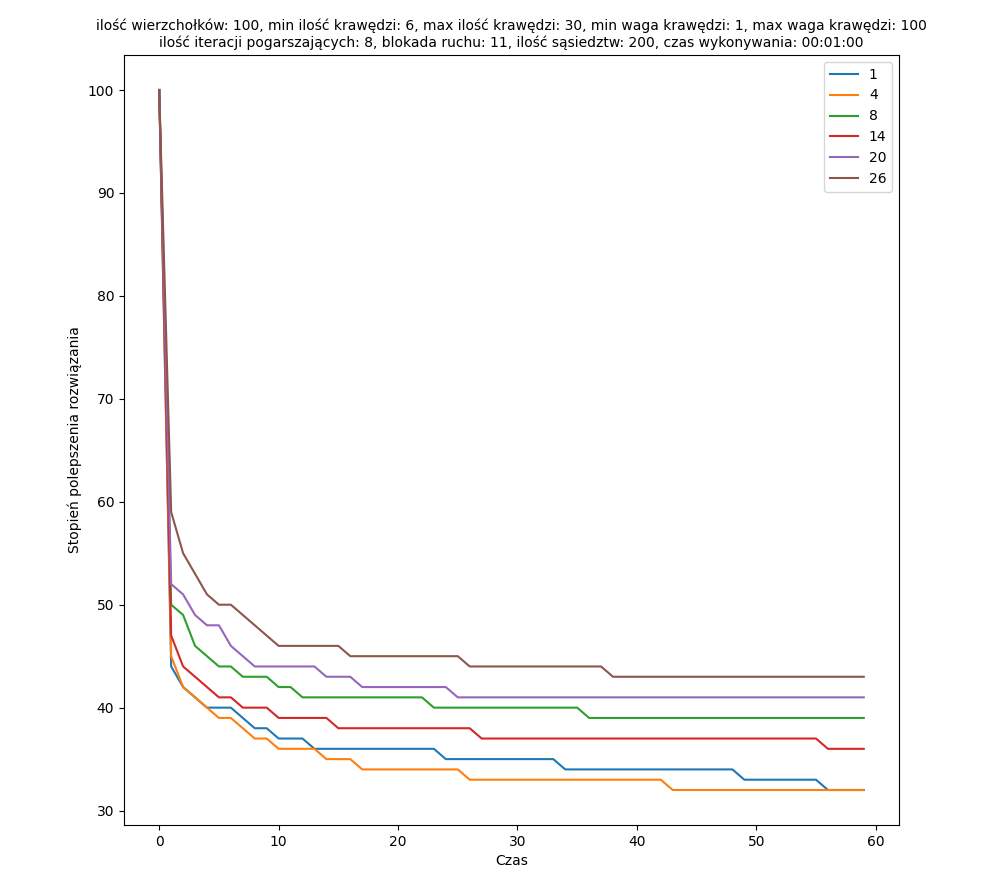 ilość wierzchołków: 100, min ilość krawędzi: 6, max ilość krawędzi: 30, min waga krawędzi: 1, max waga krawędzi: 100
ilość iteracji pogarszających: 8, blokada ruchu: 11, ilość sąsiedztw: 200, czas wykonywania: 00:01:00
1
4
8
14
20
26
100
90
80
70
60
50
40
30
Stopień polepszenia rozwiązania
0 10 20 30 40 50 60
Czas